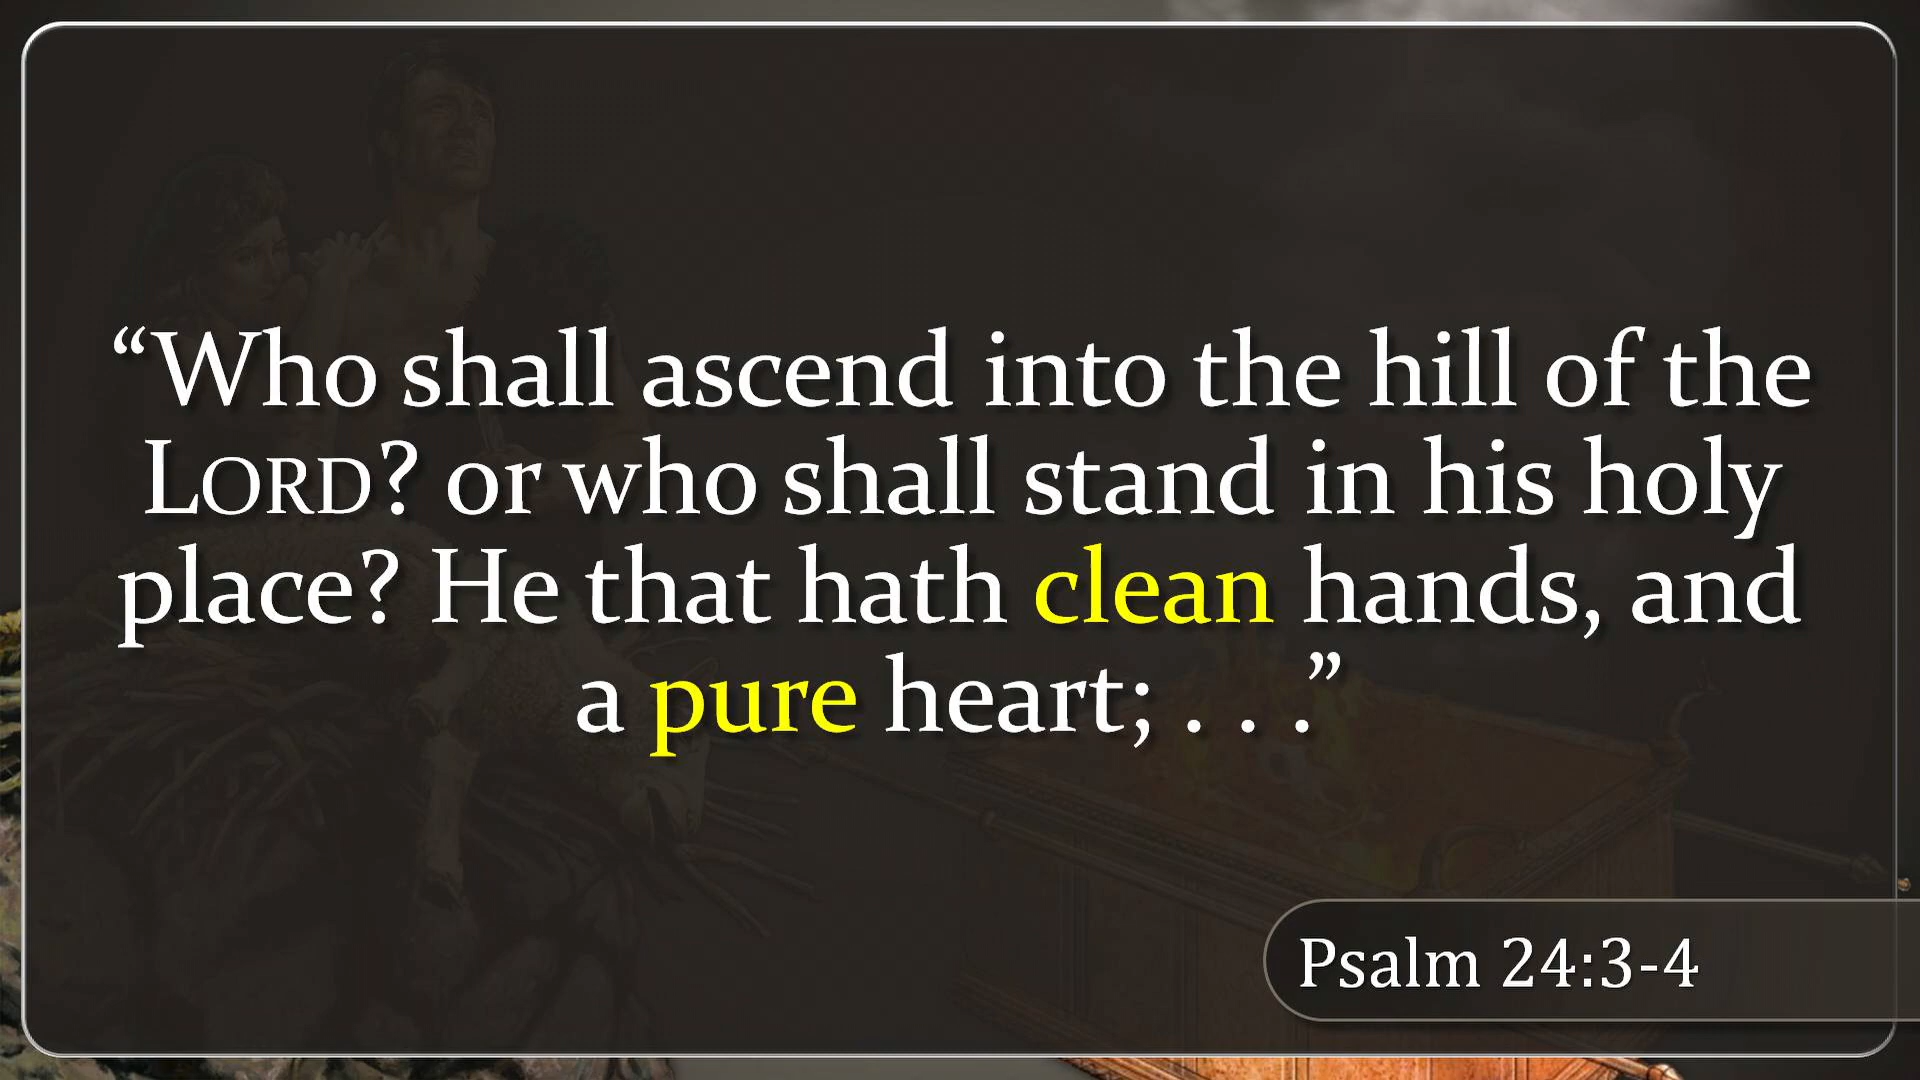 “Who shall ascend into the hill of the
LORD? or who shall stand in his holy
place? He that hath clean hands, and
a pure heart; . . .”
Psalm 24:3-4